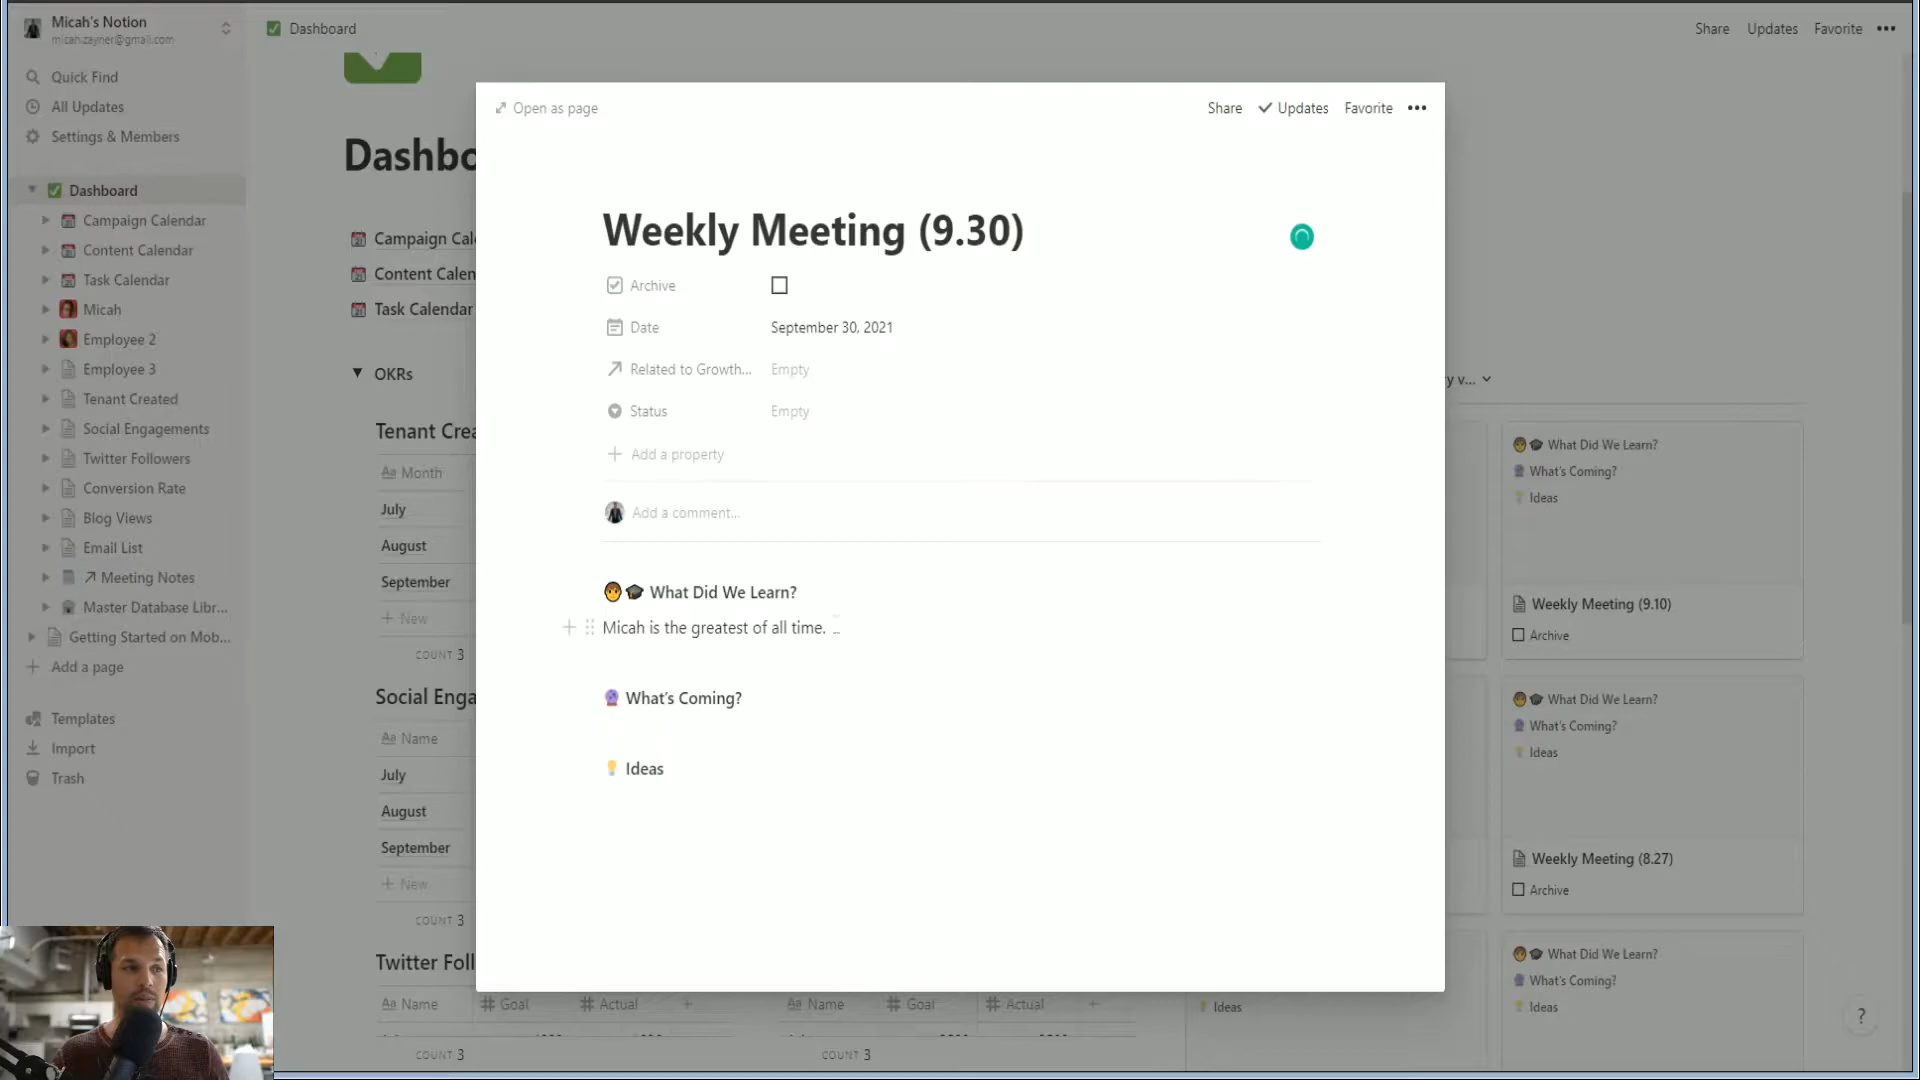 Micah's Notion
micah.zayner@gmail.com
Quick Find
All Updates
Settings & Members
Dashboard
Campaign Calendar
Content Calendar
Task Calendar
Micah
Employee 2
Employee 3
Tenant Created
Social Engagements
Twitter Followers
Conversion Rate
Blog Views
Email List
Meeting Notes
Master Database Libr...
Getting Started on Mob...
Add a page
Templates
Import
Trash
Dashboard
Share Updates Favorite
Dashbo
Campaign Cal
Content Calen
Task Calendar
OKRs
Tenant Crea
Aa Month
July
August
September
New
COUNT 3
Social Enga
Aa Name
July
August
September
New
COUNT 3
Twitter Foll
Aa Name # Goal # Actual +
Aa Name # Goal # Actual +
COUNT 3
COUNT 3
Open as page
Share Updates Favorite
Weekly Meeting (9.30)
Archive
Date September 30, 2021
Related to Growth... Empty
Status Empty
Add a property
Add a comment...
What Did We Learn?
Micah is the greatest of all time.
What's Coming?
Ideas
y v...
What Did We Learn?
What's Coming?
Ideas
Weekly Meeting (9.10)
Archive
What Did We Learn?
What's Coming?
Ideas
Weekly Meeting (8.27)
Archive
What Did We Learn?
What's Coming?
Ideas
Ideas
?